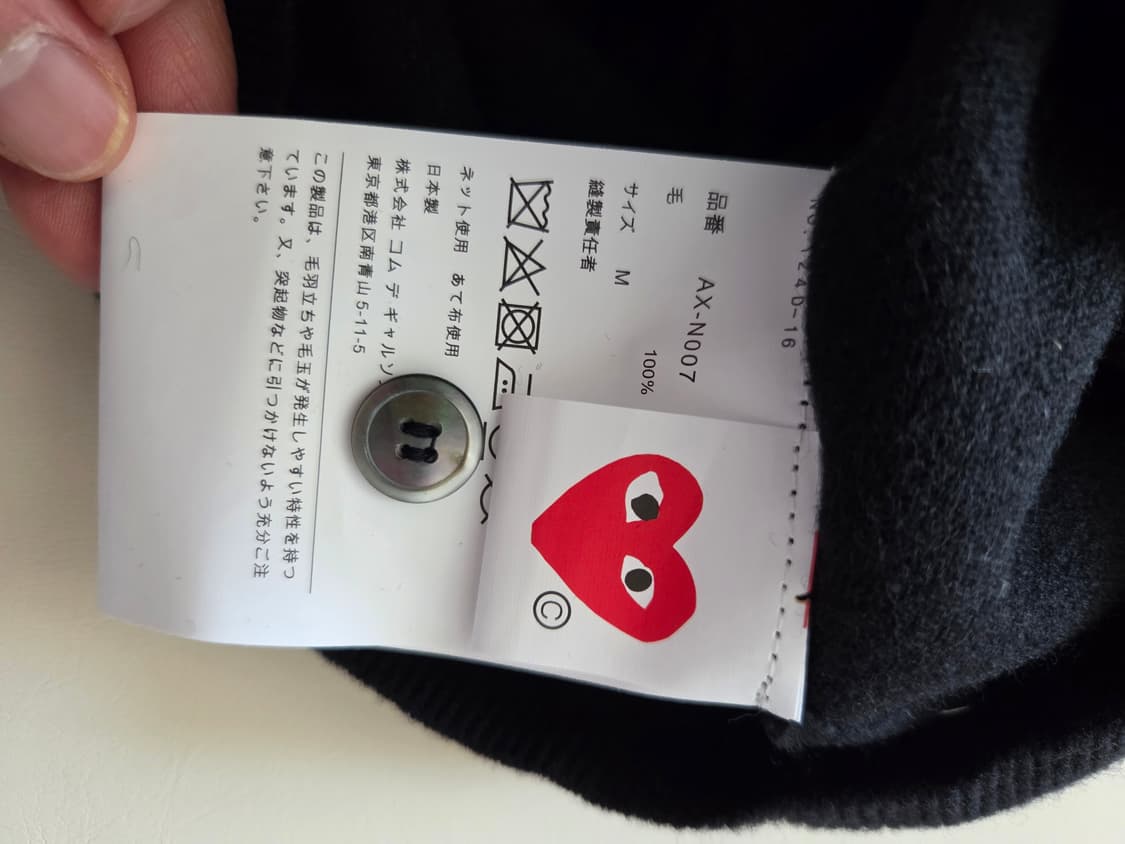 品番 AX-N007
毛 100%
サイズ M
縫製責任者
ネット使用 あて布使用
日本製
株式会社 コム デ ギャルソ
東京都港区南青山5-11-5
この製品は、毛羽立ちや毛玉が発生しやすい特性を持つ
ています。又、突起物などに引つかけないよう充分ご注
意下さい。
©